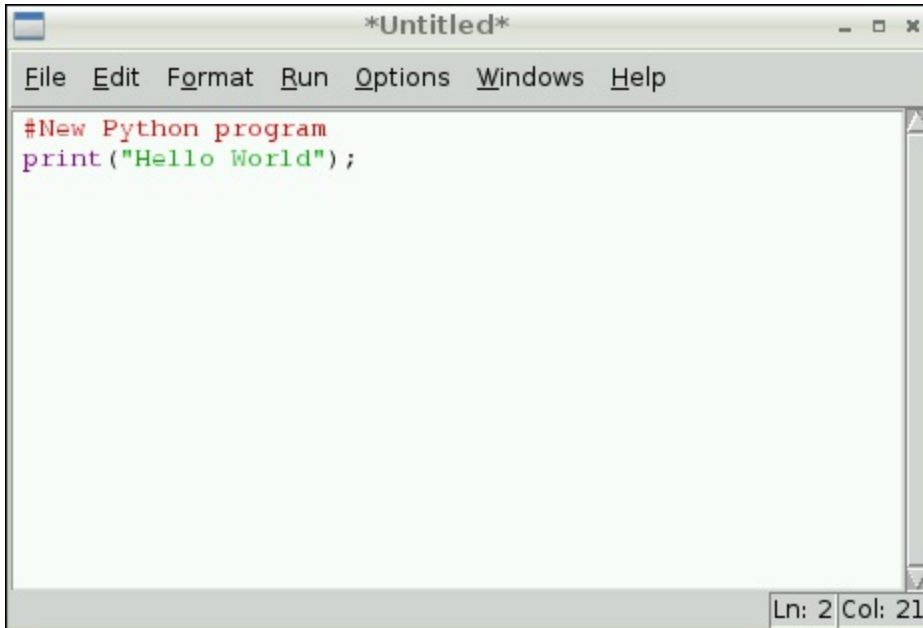 *Untitled*
File Edit Format Run Options Windows Help
#New Python program
print("Hello World");
Ln: 2 Col: 21